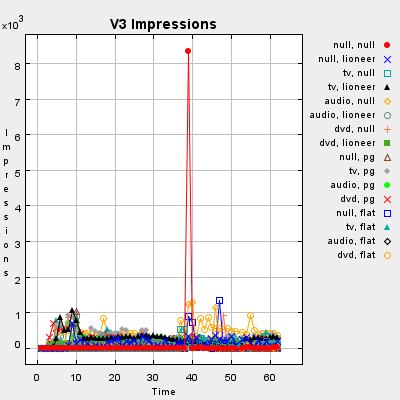 V3 Impressions
x10³
8
7
6
5
4
3
2
1
0
Impressions
0
10
20
30
40
50
60
Time
null, null
null, lioneer
tv, null
tv, lioneer
audio, null
audio, lioneer
dvd, null
dvd, lioneer
null, pg
tv, pg
audio, pg
dvd, pg
null, flat
tv, flat
audio, flat
dvd, flat